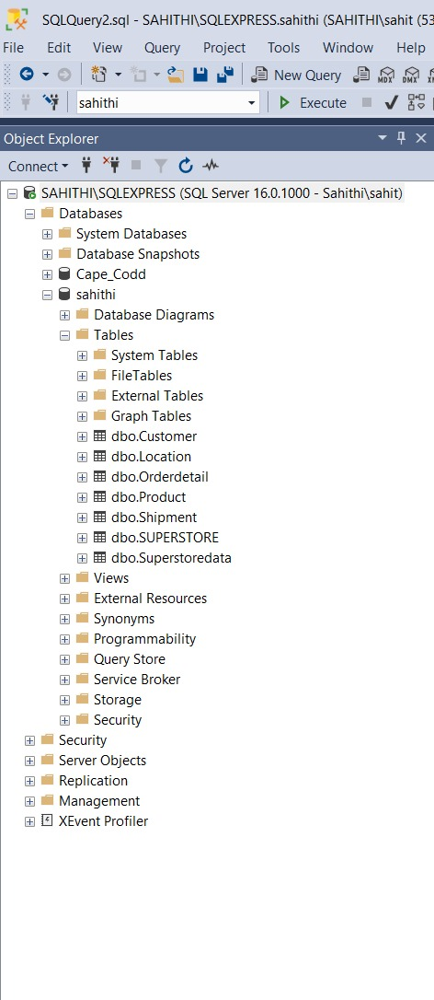 SQLQuery2.sql - SAHITHI\SQLEXPRESS.sahithi (SAHITHI\sahit (53
File Edit View Query Project Tools Window Help
New Query MDX DMX
sahithi Execute
Object Explorer
Connect
SAHITHI\SQLEXPRESS (SQL Server 16.0.1000 - Sahithi\sahit)
Databases
System Databases
Database Snapshots
Cape_Codd
sahithi
Database Diagrams
Tables
System Tables
FileTables
External Tables
Graph Tables
dbo.Customer
dbo.Location
dbo.Orderdetail
dbo.Product
dbo.Shipment
dbo.SUPERSTORE
dbo.Superstoredata
Views
External Resources
Synonyms
Programmability
Query Store
Service Broker
Storage
Security
Security
Server Objects
Replication
Management
XEvent Profiler